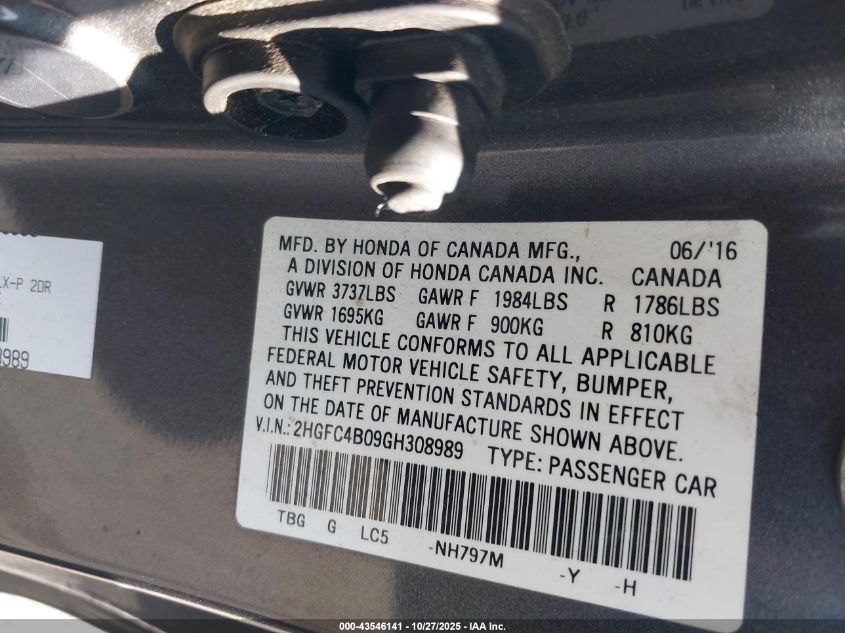 MFD. BY HONDA OF CANADA MFG., 06/'16
A DIVISION OF HONDA CANADA INC. CANADA
GVWR 3737LBS GAWR F 1984LBS R 1786LBS
GVWR 1695KG GAWR F 900KG R 810KG
THIS VEHICLE CONFORMS TO ALL APPLICABLE
FEDERAL MOTOR VEHICLE SAFETY, BUMPER,
AND THEFT PREVENTION STANDARDS IN EFFECT
ON THE DATE OF MANUFACTURE SHOWN ABOVE.
V.I.N.: 2HGFC4B09GH308989 TYPE: PASSENGER CAR
TBG G LC5 -NH797M -Y -H
LX-P 2DR
8989
000-43546141 - 10/27/2025 - IAA Inc.